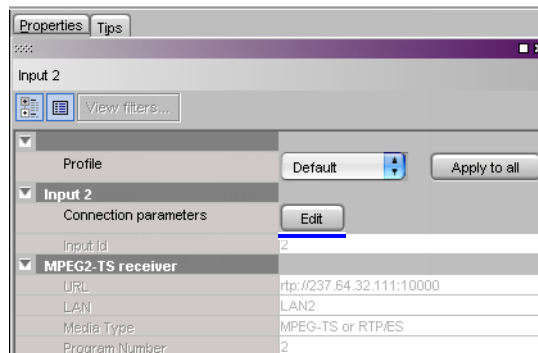 Properties Tips
Input 2
View filters...
Profile Default Apply to all
Input 2
Connection parameters Edit
Input Id 2
MPEG2-TS receiver
URL rtp://237.64.32.111:10000
LAN LAN2
Media Type MPEG-TS or RTP/ES
Program Number 2